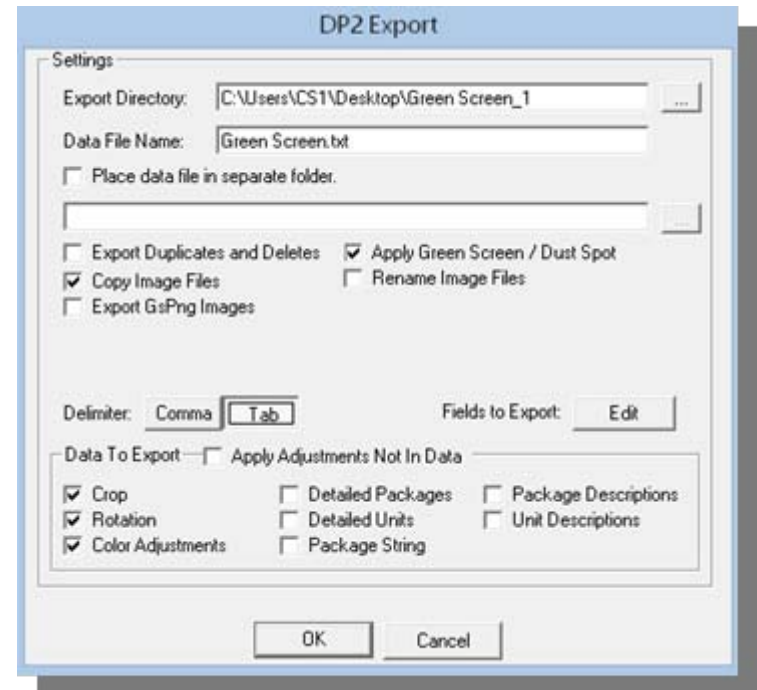 DP2 Export
Settings
Export Directory: C:\Users\CS1\Desktop\Green Screen_1 ...
Data File Name: Green Screen.txt
Place data file in separate folder.
...
Export Duplicates and Deletes Apply Green Screen / Dust Spot
Copy Image Files Rename Image Files
Export GsPng Images
Delimiter: Comma Tab Fields to Export: Edit
Data To Export Apply Adjustments Not In Data
Crop Detailed Packages Package Descriptions
Rotation Detailed Units Unit Descriptions
Color Adjustments Package String
OK Cancel